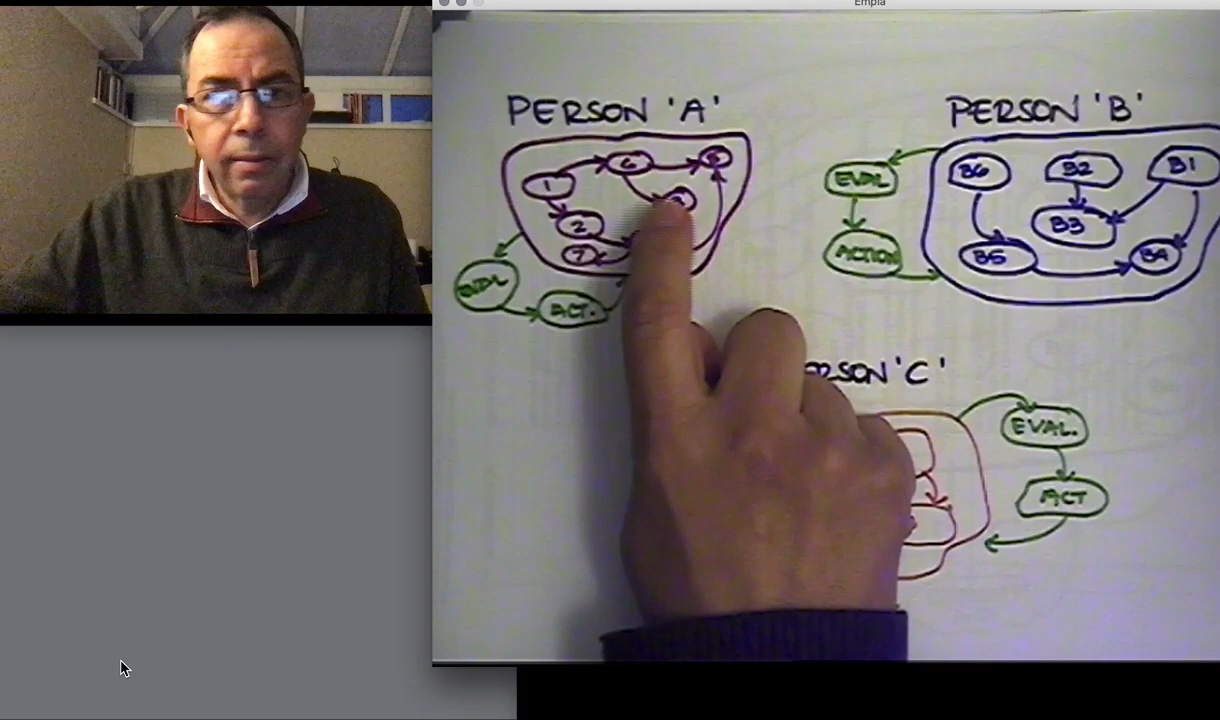 Empla
PERSON 'A'
1
6
2
7
EVAL
ACT.
PERSON 'B'
B6
B2
B1
B3
B5
B4
EVAL
ACTION
RSON 'C'
EVAL.
ACT